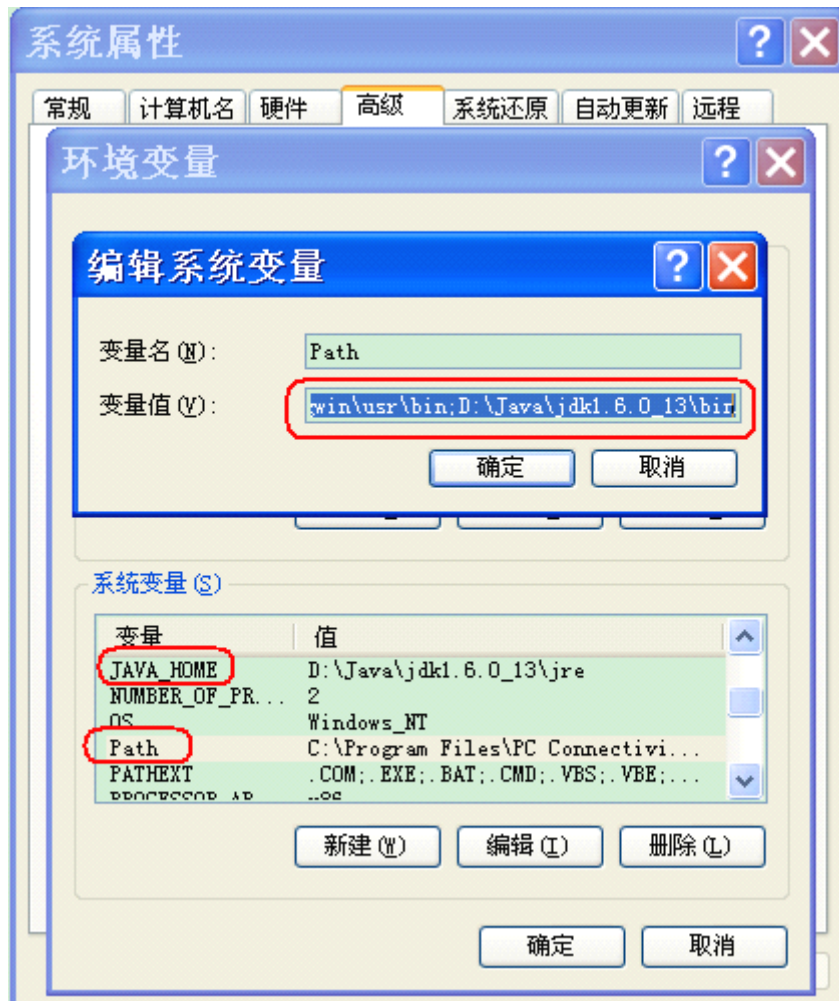 系统属性
常规 计算机名 硬件 高级 系统还原 自动更新 远程
环境变量
编辑系统变量
变量名(N): Path
变量值(V): win\usr\bin;D:\Java\jdk1.6.0_13\bin
确定 取消
系统变量(S)
变量 值
JAVA_HOME D:\Java\jdk1.6.0_13\jre
NUMBER_OF_PR... 2
OS Windows_NT
Path C:\Program Files\PC Connectivi...
PATHEXT .COM;.EXE;.BAT;.CMD;.VBS;.VBE;...
新建(W) 编辑(I) 删除(L)
确定 取消